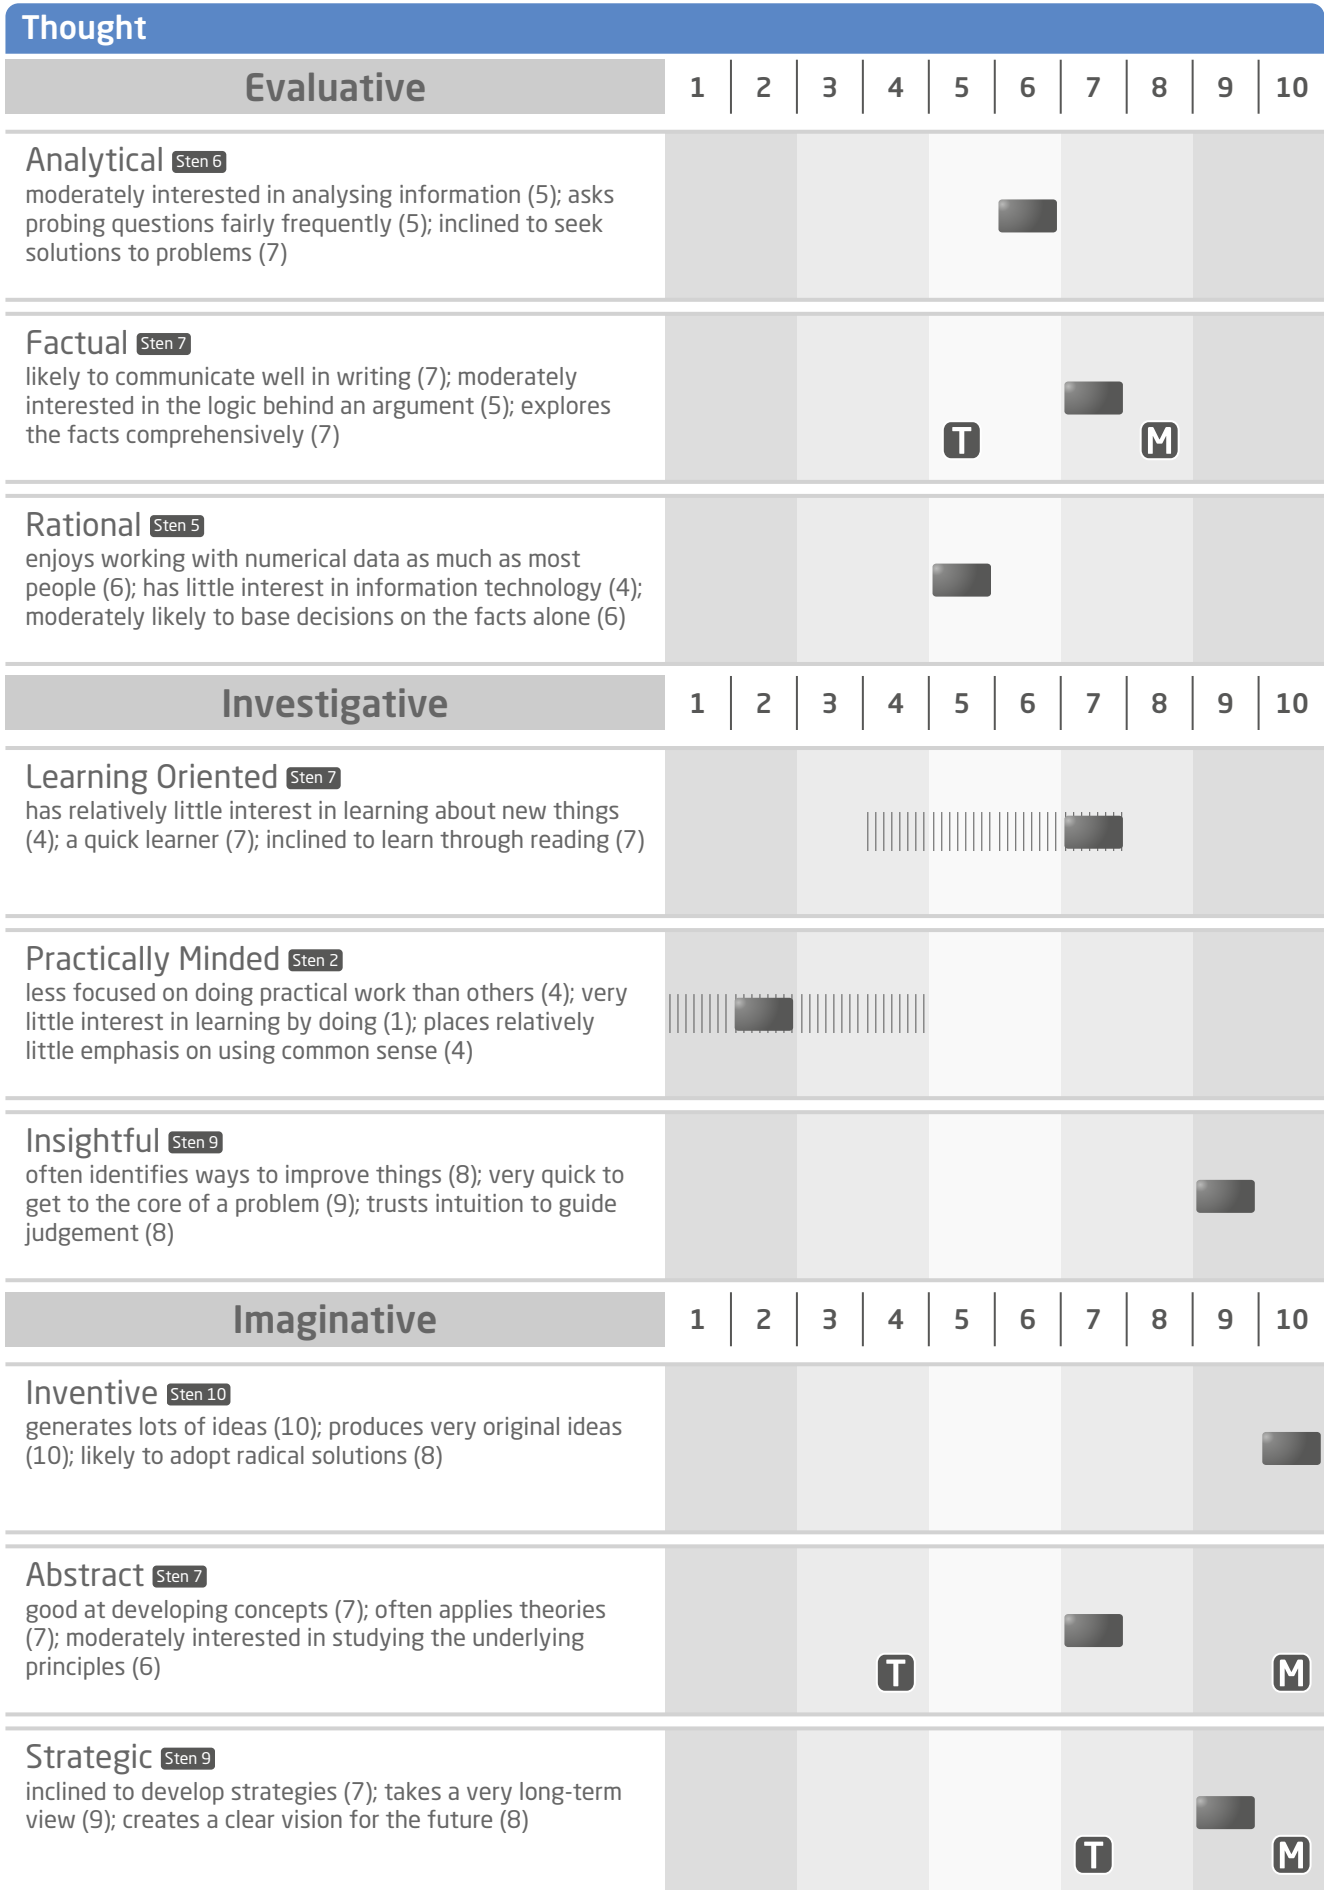 Thought
Evaluative 1 2 3 4 5 6 7 8 9 10
Analytical Sten 6
moderately interested in analysing information (5); asks
probing questions fairly frequently (5); inclined to seek
solutions to problems (7)
Factual Sten 7
likely to communicate well in writing (7); moderately
interested in the logic behind an argument (5); explores
the facts comprehensively (7)
T M
Rational Sten 5
enjoys working with numerical data as much as most
people (6); has little interest in information technology (4);
moderately likely to base decisions on the facts alone (6)
Investigative 1 2 3 4 5 6 7 8 9 10
Learning Oriented Sten 7
has relatively little interest in learning about new things
(4); a quick learner (7); inclined to learn through reading (7)
Practically Minded Sten 2
less focused on doing practical work than others (4); very
little interest in learning by doing (1); places relatively
little emphasis on using common sense (4)
Insightful Sten 9
often identifies ways to improve things (8); very quick to
get to the core of a problem (9); trusts intuition to guide
judgement (8)
Imaginative 1 2 3 4 5 6 7 8 9 10
Inventive Sten 10
generates lots of ideas (10); produces very original ideas
(10); likely to adopt radical solutions (8)
Abstract Sten 7
good at developing concepts (7); often applies theories
(7); moderately interested in studying the underlying
principles (6)
T M
Strategic Sten 9
inclined to develop strategies (7); takes a very long-term
view (9); creates a clear vision for the future (8)
T M